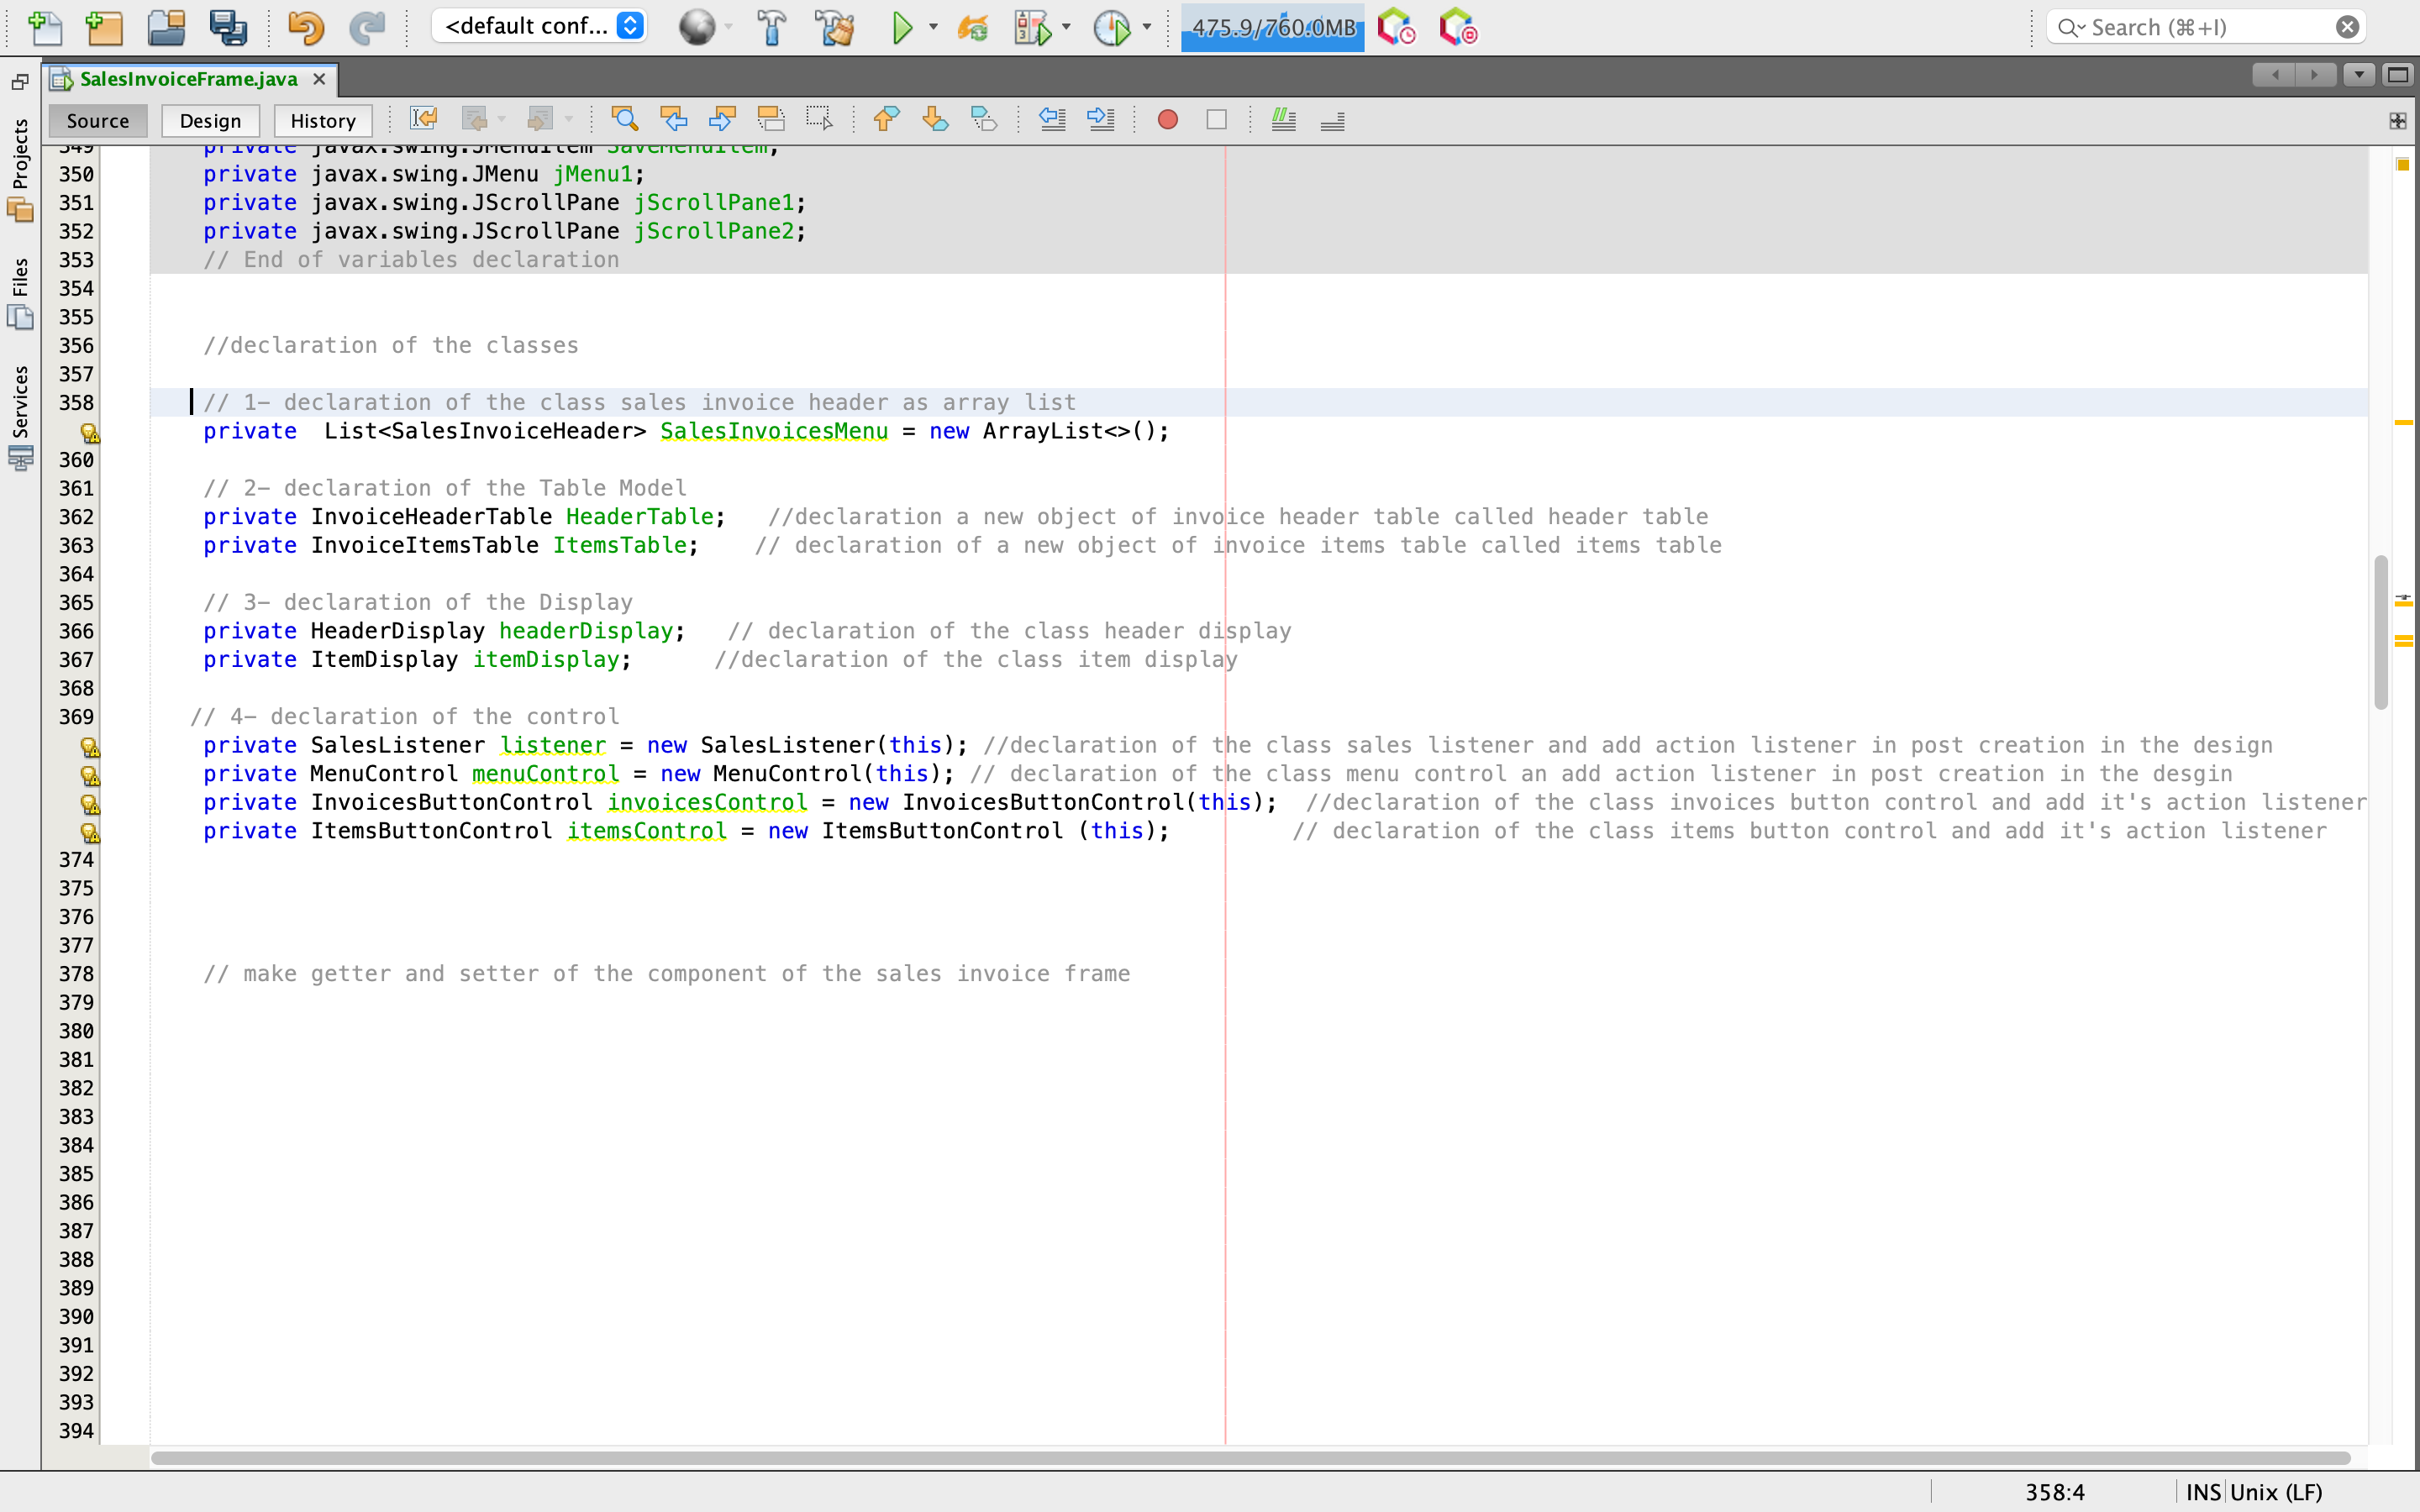 <default conf...
475.9/760.0MB
Search (⌘+I)
SalesInvoiceFrame.java
Source Design History
Projects
Files
Services
349 private javax.swing.JMenuItem SaveMenuItem;
350 private javax.swing.JMenu jMenu1;
351 private javax.swing.JScrollPane jScrollPane1;
352 private javax.swing.JScrollPane jScrollPane2;
353 // End of variables declaration
354
355
356 //declaration of the classes
357
358 // 1- declaration of the class sales invoice header as array list
private  List<SalesInvoiceHeader> SalesInvoicesMenu = new ArrayList<>();
360
361 // 2- declaration of the Table Model
362 private InvoiceHeaderTable HeaderTable;   //declaration a new object of invoice header table called header table
363 private InvoiceItemsTable ItemsTable;    // declaration of a new object of invoice items table called items table
364
365 // 3- declaration of the Display
366 private HeaderDisplay headerDisplay;   // declaration of the class header display
367 private ItemDisplay itemDisplay;      //declaration of the class item display
368
369 // 4- declaration of the control
private SalesListener listener = new SalesListener(this); //declaration of the class sales listener and add action listener in post creation in the design
private MenuControl menuControl = new MenuControl(this); // declaration of the class menu control an add action listener in post creation in the desgin
private InvoicesButtonControl invoicesControl = new InvoicesButtonControl(this);  //declaration of the class invoices button control and add it's action listener
private ItemsButtonControl itemsControl = new ItemsButtonControl (this);         // declaration of the class items button control and add it's action listener
374
375
376
377
378 // make getter and setter of the component of the sales invoice frame
379
380
381
382
383
384
385
386
387
388
389
390
391
392
393
394
358:4 INS Unix (LF)